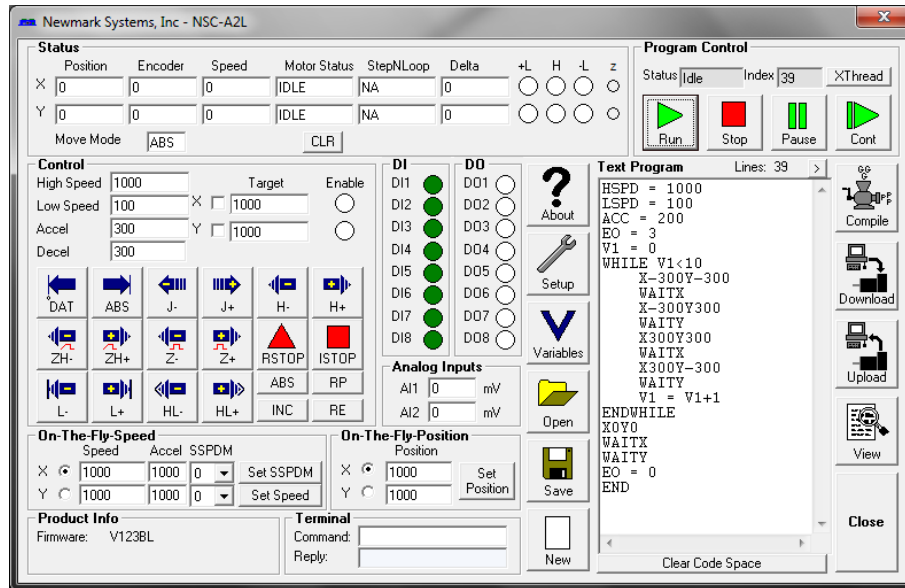 Newmark Systems, Inc - NSC-A2L
Status
Position Encoder Speed Motor Status StepNLoop Delta +L H -L z
X 0 0 0 IDLE NA 0
Y 0 0 0 IDLE NA 0
Move Mode ABS CLR
Program Control
Status Idle Index 39 XThread
Run Stop Pause Cont
Control
High Speed 1000 Target Enable
Low Speed 100 X 1000
Accel 300 Y 1000
Decel 300
DAT ABS J- J+ H- H+
ZH- ZH+ Z- Z+ RSTOP ISTOP
L- L+ HL- HL+ ABS RP
INC RE
DI DO
DI1 DO1
DI2 DO2
DI3 DO3
DI4 DO4
DI5 DO5
DI6 DO6
DI7 DO7
DI8 DO8
Analog Inputs
AI1 0 mV
AI2 0 mV
On-The-Fly-Speed
Speed Accel SSPDM
X 1000 1000 0 Set SSPDM
Y 1000 1000 0 Set Speed
On-The-Fly-Position
Position
X 1000 Set Position
Y 1000
Product Info
Firmware: V123BL
Terminal
Command:
Reply:
About
Setup
Variables
Open
Save
New
Text Program Lines: 39 >
HSPD = 1000
LSPD = 100
ACC = 200
EO = 3
V1 = 0
WHILE V1<10
X-300Y-300
WAITX
X-300Y300
WAITY
X300Y300
WAITX
X300Y-300
WAITY
V1 = V1+1
ENDWHILE
X0Y0
WAITX
WAITY
EO = 0
END
Clear Code Space
Compile
Download
Upload
View
Close